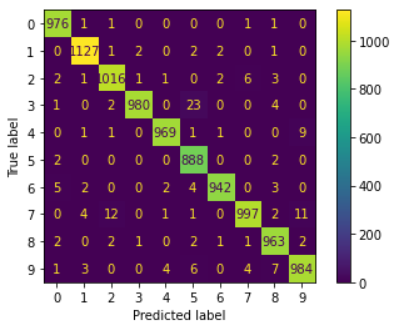 0 976 1 1 0 0 0 0 1 1 0
1 0 1127 1 2 0 2 2 0 1 0
2 2 1 1016 1 1 0 2 6 3 0
3 1 0 2 980 0 23 0 0 4 0
4 0 1 1 0 969 1 1 0 0 9
5 2 0 0 0 0 888 0 0 2 0
6 5 2 0 0 2 4 942 0 3 0
7 0 4 12 0 0 0 0 997 2 11
8 2 0 2 1 0 2 1 1 963 2
9 1 3 0 0 4 6 0 4 7 984
0 1 2 3 4 5 6 7 8 9
True label
Predicted label
1000
800
600
400
200
0